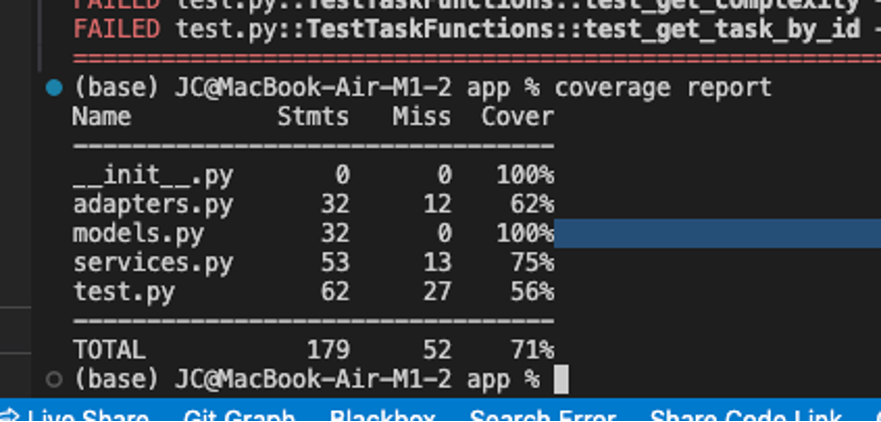 FAILED test.py::TestTaskFunctions::test_get_complexity -
FAILED test.py::TestTaskFunctions::test_get_task_by_id -
(base) JC@MacBook-Air-M1-2 app % coverage report
Name Stmts Miss Cover
__init__.py 0 0 100%
adapters.py 32 12 62%
models.py 32 0 100%
services.py 53 13 75%
test.py 62 27 56%
TOTAL 179 52 71%
(base) JC@MacBook-Air-M1-2 app %
Live Share Git Graph Blackbox Search Error Share Code Link